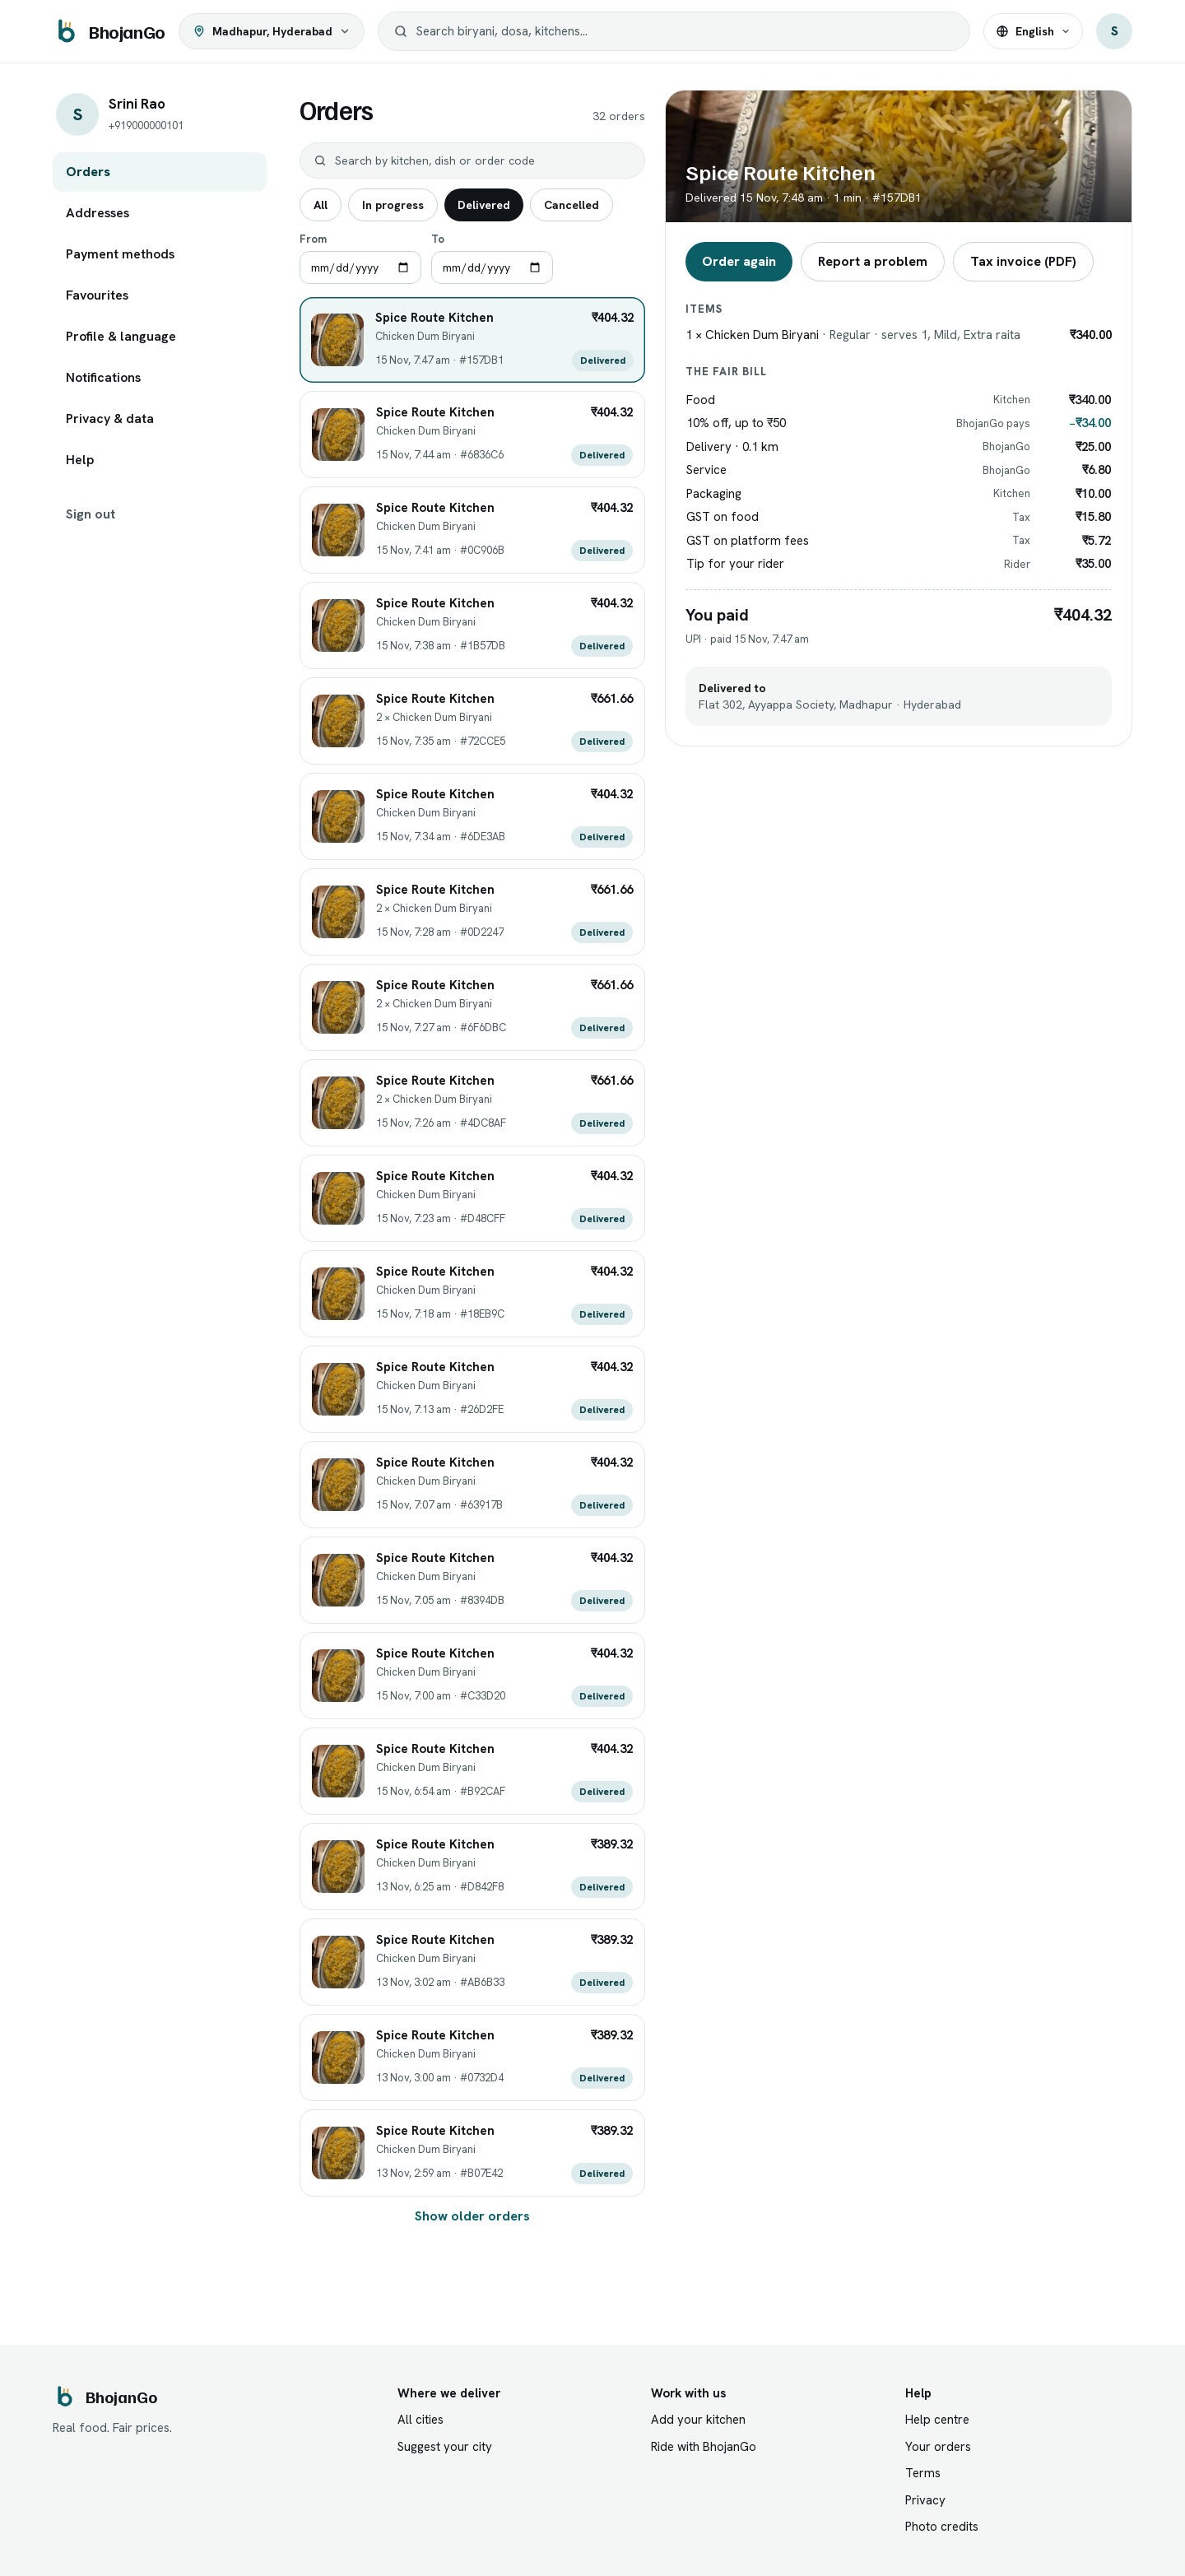 BhojanGo
Madhapur, Hyderabad
Search biryani, dosa, kitchens...
English
S
S
Srini Rao
+919000000101
Orders
Addresses
Payment methods
Favourites
Profile & language
Notifications
Privacy & data
Help
Sign out
Orders
32 orders
Search by kitchen, dish or order code
All
In progress
Delivered
Cancelled
From
To
mm/dd/yyyy
mm/dd/yyyy
Spice Route Kitchen ₹404.32
Chicken Dum Biryani
15 Nov, 7:47 am · #157DB1 Delivered
Spice Route Kitchen ₹404.32
Chicken Dum Biryani
15 Nov, 7:44 am · #6836C6 Delivered
Spice Route Kitchen ₹404.32
Chicken Dum Biryani
15 Nov, 7:41 am · #0C906B Delivered
Spice Route Kitchen ₹404.32
Chicken Dum Biryani
15 Nov, 7:38 am · #1B57DB Delivered
Spice Route Kitchen ₹661.66
2 × Chicken Dum Biryani
15 Nov, 7:35 am · #72CCE5 Delivered
Spice Route Kitchen ₹404.32
Chicken Dum Biryani
15 Nov, 7:34 am · #6DE3AB Delivered
Spice Route Kitchen ₹661.66
2 × Chicken Dum Biryani
15 Nov, 7:28 am · #0D2247 Delivered
Spice Route Kitchen ₹661.66
2 × Chicken Dum Biryani
15 Nov, 7:27 am · #6F6DBC Delivered
Spice Route Kitchen ₹661.66
2 × Chicken Dum Biryani
15 Nov, 7:26 am · #4DC8AF Delivered
Spice Route Kitchen ₹404.32
Chicken Dum Biryani
15 Nov, 7:23 am · #D48CFF Delivered
Spice Route Kitchen ₹404.32
Chicken Dum Biryani
15 Nov, 7:18 am · #18EB9C Delivered
Spice Route Kitchen ₹404.32
Chicken Dum Biryani
15 Nov, 7:13 am · #26D2FE Delivered
Spice Route Kitchen ₹404.32
Chicken Dum Biryani
15 Nov, 7:07 am · #63917B Delivered
Spice Route Kitchen ₹404.32
Chicken Dum Biryani
15 Nov, 7:05 am · #8394DB Delivered
Spice Route Kitchen ₹404.32
Chicken Dum Biryani
15 Nov, 7:00 am · #C33D20 Delivered
Spice Route Kitchen ₹404.32
Chicken Dum Biryani
15 Nov, 6:54 am · #B92CAF Delivered
Spice Route Kitchen ₹389.32
Chicken Dum Biryani
13 Nov, 6:25 am · #D842F8 Delivered
Spice Route Kitchen ₹389.32
Chicken Dum Biryani
13 Nov, 3:02 am · #AB6B33 Delivered
Spice Route Kitchen ₹389.32
Chicken Dum Biryani
13 Nov, 3:00 am · #0732D4 Delivered
Spice Route Kitchen ₹389.32
Chicken Dum Biryani
13 Nov, 2:59 am · #B07E42 Delivered
Show older orders
Spice Route Kitchen
Delivered 15 Nov, 7:48 am · 1 min · #157DB1
Order again
Report a problem
Tax invoice (PDF)
ITEMS
1 × Chicken Dum Biryani · Regular · serves 1, Mild, Extra raita ₹340.00
THE FAIR BILL
Food Kitchen ₹340.00
10% off, up to ₹50 BhojanGo pays −₹34.00
Delivery · 0.1 km BhojanGo ₹25.00
Service BhojanGo ₹6.80
Packaging Kitchen ₹10.00
GST on food Tax ₹15.80
GST on platform fees Tax ₹5.72
Tip for your rider Rider ₹35.00
You paid ₹404.32
UPI · paid 15 Nov, 7:47 am
Delivered to
Flat 302, Ayyappa Society, Madhapur · Hyderabad
BhojanGo
Real food. Fair prices.
Where we deliver
All cities
Suggest your city
Work with us
Add your kitchen
Ride with BhojanGo
Help
Help centre
Your orders
Terms
Privacy
Photo credits